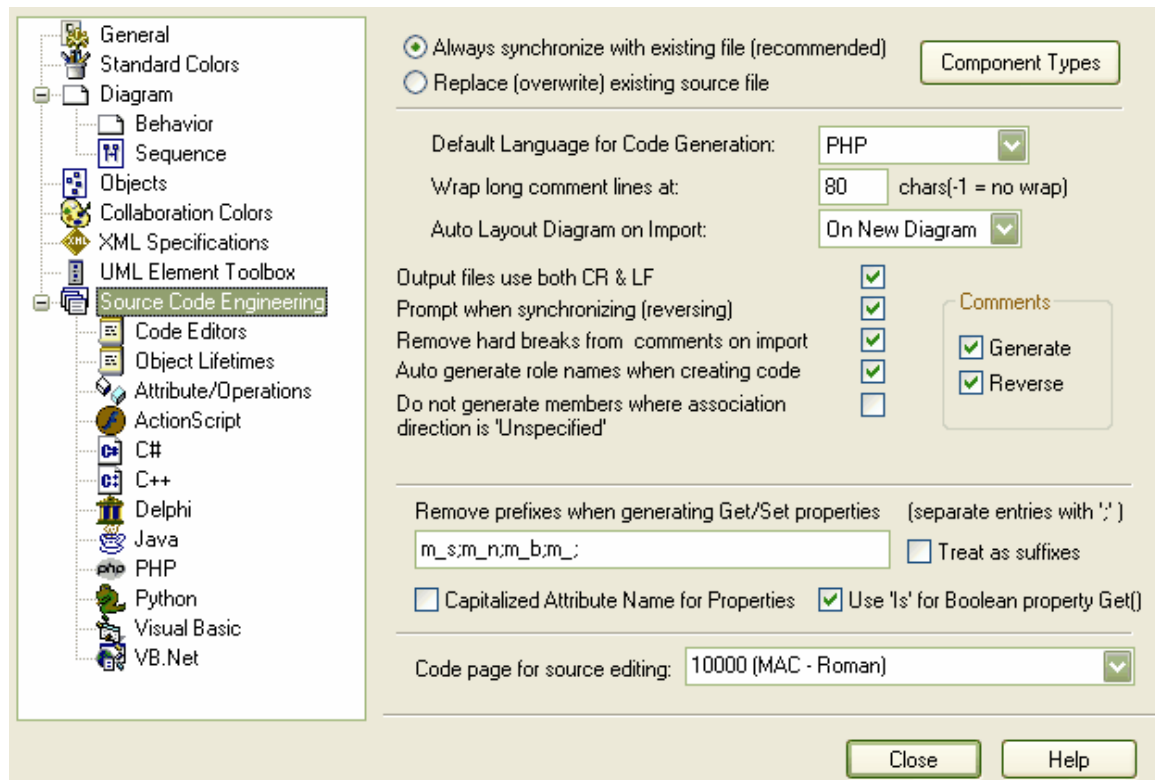 General
Standard Colors
Diagram
Behavior
Sequence
Objects
Collaboration Colors
XML Specifications
UML Element Toolbox
Source Code Engineering
Code Editors
Object Lifetimes
Attribute/Operations
ActionScript
C#
C++
Delphi
Java
PHP
Python
Visual Basic
VB.Net
Always synchronize with existing file (recommended)
Replace (overwrite) existing source file
Component Types
Default Language for Code Generation: PHP
Wrap long comment lines at: 80 chars(-1 = no wrap)
Auto Layout Diagram on Import: On New Diagram
Output files use both CR & LF
Prompt when synchronizing (reversing)
Remove hard breaks from  comments on import
Auto generate role names when creating code
Do not generate members where association
direction is 'Unspecified'
Comments
Generate
Reverse
Remove prefixes when generating Get/Set properties (separate entries with ';' )
m_s;m_n;m_b;m_;
Treat as suffixes
Capitalized Attribute Name for Properties
Use 'Is' for Boolean property Get()
Code page for source editing: 10000 (MAC - Roman)
Close
Help